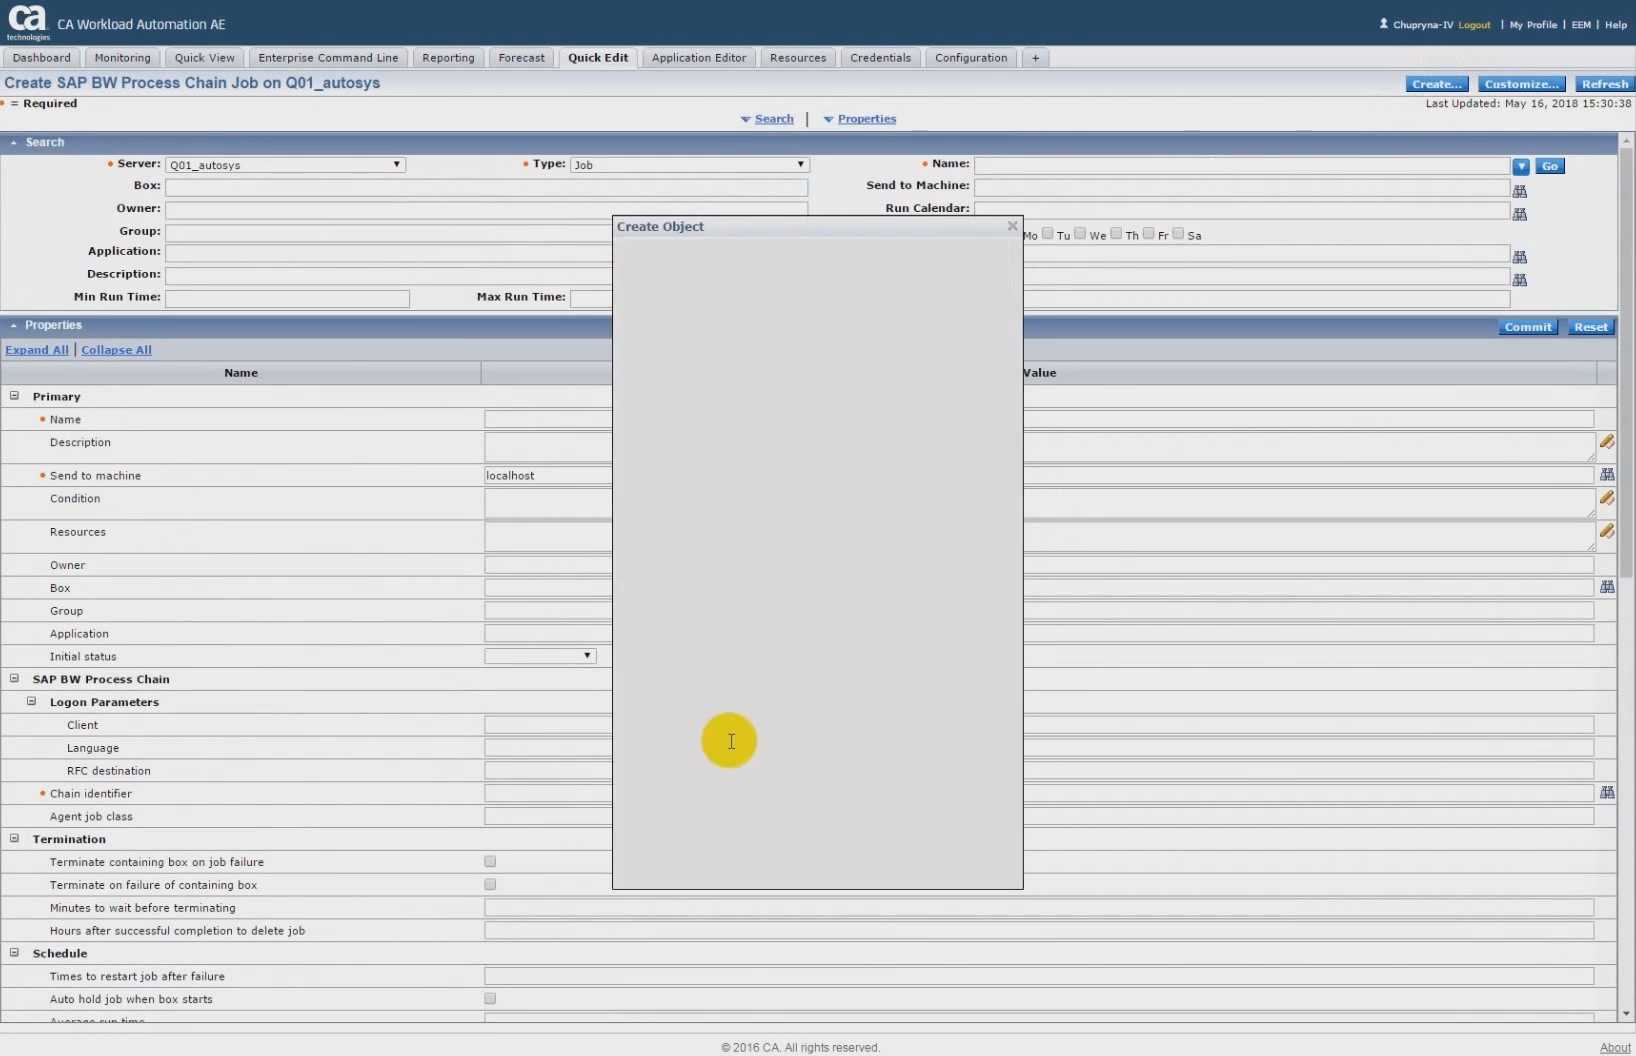 ca
technologies
CA Workload Automation AE
Chupryna-IV Logout | My Profile | EEM | Help
Dashboard Monitoring Quick View Enterprise Command Line Reporting Forecast Quick Edit Application Editor Resources Credentials Configuration +
Create SAP BW Process Chain Job on Q01_autosys
Create... Customize... Refresh
= Required
Last Updated: May 16, 2018 15:30:38
Search | Properties
Search
Server: Q01_autosys Type: Job Name: Go
Box: Send to Machine:
Owner: Run Calendar:
Create Object
Group: Mo Tu We Th Fr Sa
Application:
Description:
Min Run Time: Max Run Time:
Properties Commit Reset
Expand All | Collapse All
Name Value
Primary
Name
Description
Send to machine localhost
Condition
Resources
Owner
Box
Group
Application
Initial status
SAP BW Process Chain
Logon Parameters
Client
Language
RFC destination
Chain identifier
Agent job class
Termination
Terminate containing box on job failure
Terminate on failure of containing box
Minutes to wait before terminating
Hours after successful completion to delete job
Schedule
Times to restart job after failure
Auto hold job when box starts
Average run time
© 2016 CA. All rights reserved.
About